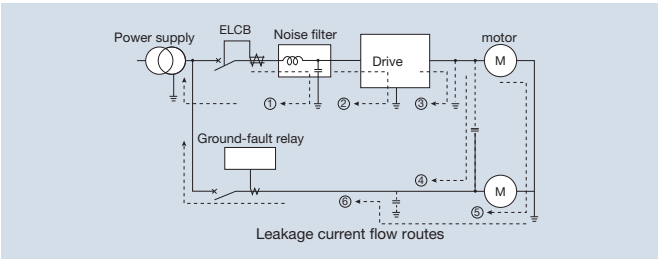 Power supply
ELCB
Noise filter
motor
Drive
M
①
②
③
Ground-fault relay
④
M
⑥
⑤
Leakage current flow routes